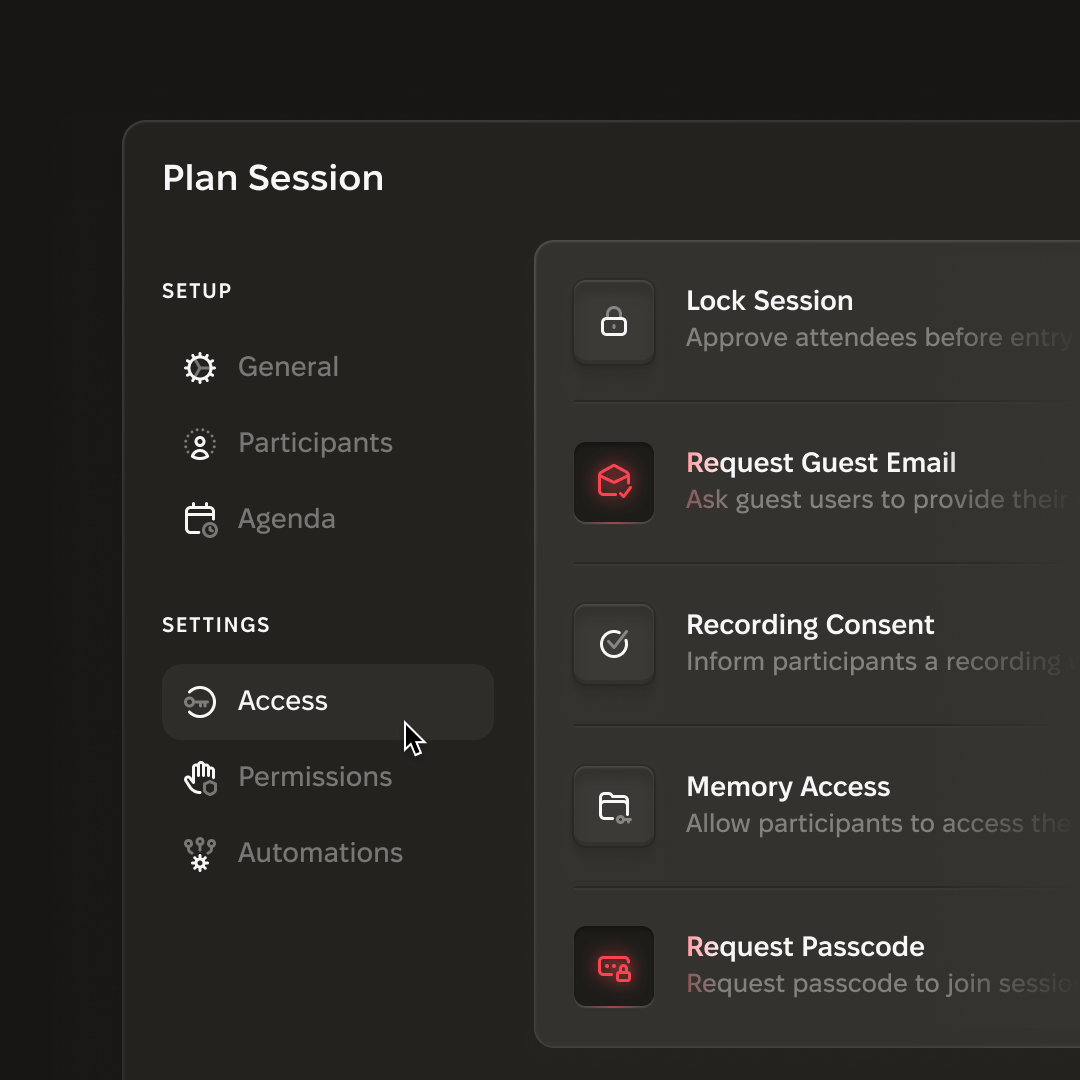 Plan Session
SETUP
General
Participants
Agenda
SETTINGS
Access
Permissions
Automations
Lock Session
Approve attendees before entry
Request Guest Email
Ask guest users to provide their
Recording Consent
Inform participants a recording
Memory Access
Allow participants to access the
Request Passcode
Request passcode to join